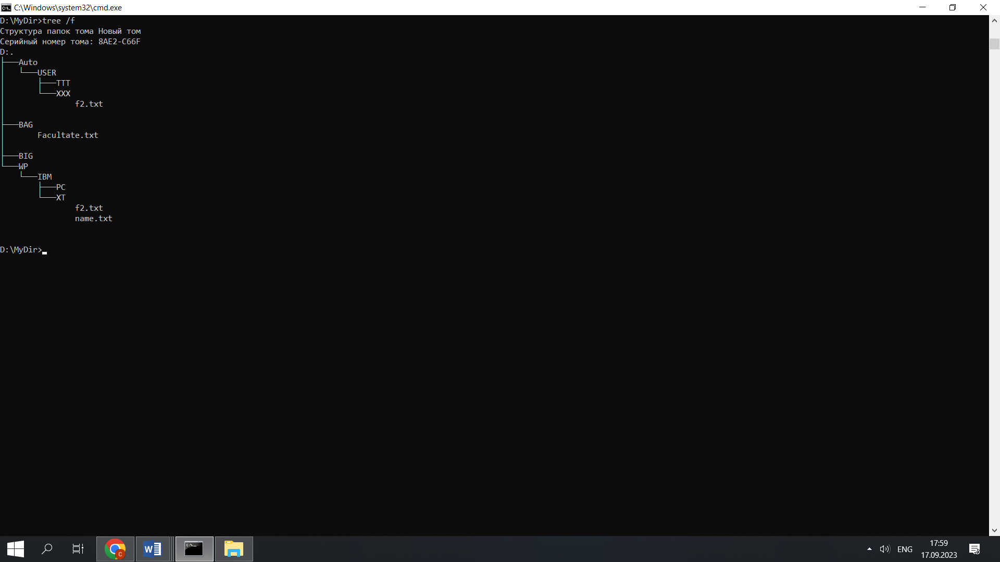 C:\Windows\system32\cmd.exe
D:\MyDir>tree /f
Структура папок тома Новый том
Серийный номер тома: 8AE2-C66F
D:.
├───Auto
│   └───USER
│       ├───TTT
│       └───XXX
│               f2.txt
│
├───BAG
│       Facultate.txt
│
├───BIG
└───WP
    └───IBM
        ├───PC
        └───XT
                f2.txt
                name.txt
D:\MyDir>
ENG
17:59
17.09.2023